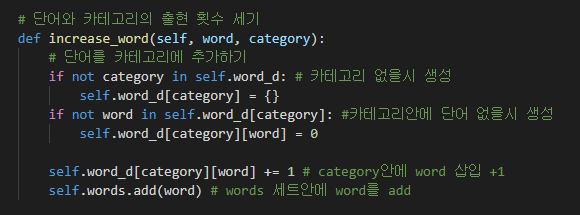 # 단어와 카테고리의 출현 횟수 세기
def increase_word(self, word, category):
    # 단어를 카테고리에 추가하기
    if not category in self.word_d: # 카테고리 없을시 생성
        self.word_d[category] = {}
    if not word in self.word_d[category]: #카테고리안에 단어 없을시 생성
        self.word_d[category][word] = 0

    self.word_d[category][word] += 1 # category안에 word 삽입 +1
    self.words.add(word) # words 세트안에 word를 add